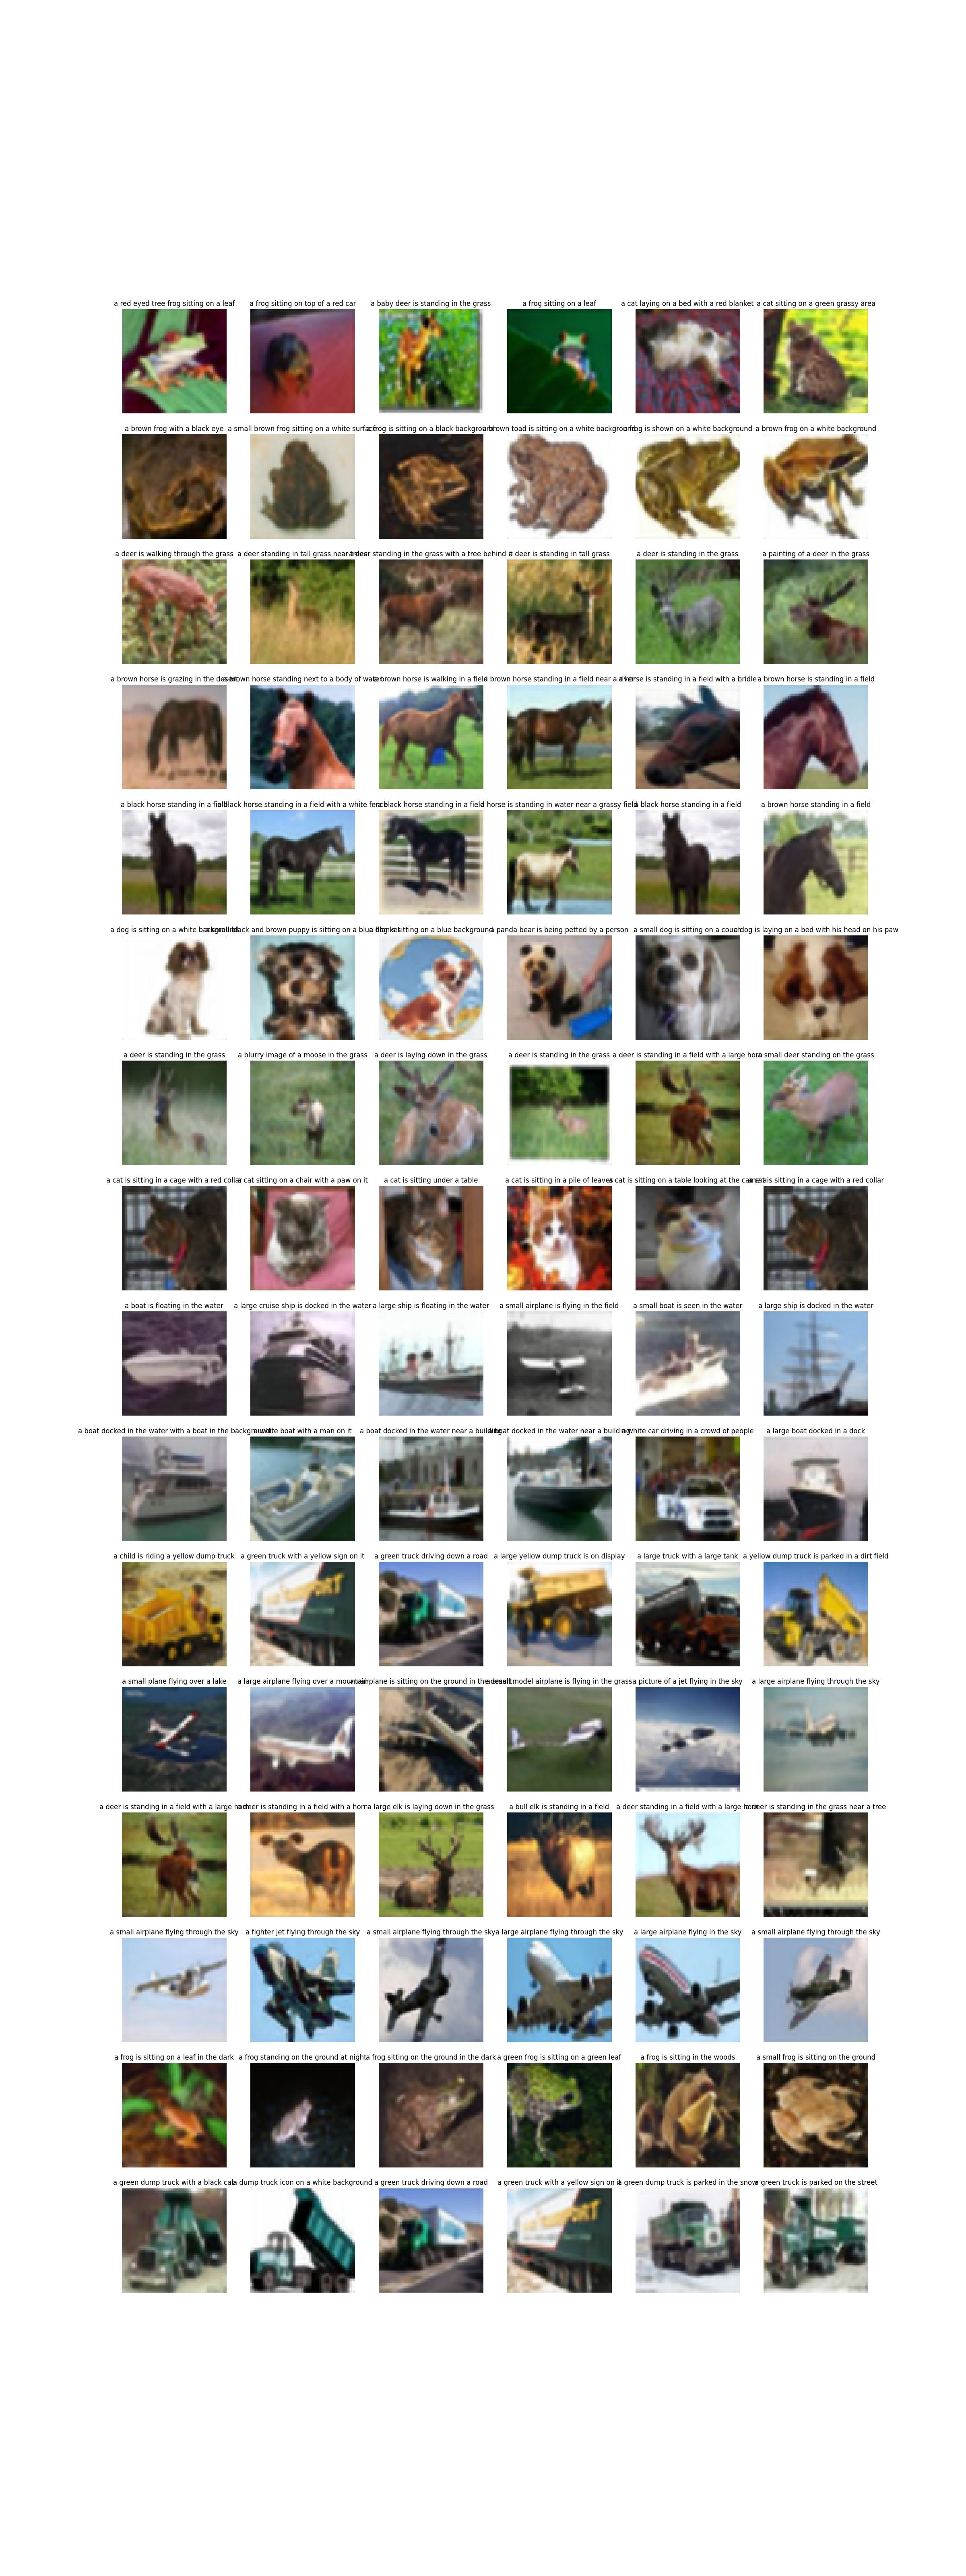 a red eyed tree frog sitting on a leaf
a frog sitting on top of a red car
a baby deer is standing in the grass
a frog sitting on a leaf
a cat laying on a bed with a red blanket
a cat sitting on a green grassy area
a brown frog with a black eye
a small brown frog sitting on a white surface
a frog is sitting on a black background
brown toad is sitting on a white background
frog is shown on a white background
a brown frog on a white background
a deer is walking through the grass
a deer standing in tall grass near trees
deer standing in the grass with a tree behind it
a deer is standing in tall grass
a deer is standing in the grass
a painting of a deer in the grass
a brown horse is grazing in the desert
a brown horse standing next to a body of water
a brown horse is walking in a field
a brown horse standing in a field near a river
horse is standing in a field with a bridle
a brown horse is standing in a field
a black horse standing in a field
a black horse standing in a field with a white fence
a black horse standing in a field
a horse is standing in water near a grassy field
a black horse standing in a field
a brown horse standing in a field
a dog is sitting on a white background
a small black and brown puppy is sitting on a blue blanket
a dog is sitting on a blue background
a panda bear is being petted by a person
a small dog is sitting on a couch
dog is laying on a bed with his head on his paw
a deer is standing in the grass
a blurry image of a moose in the grass
a deer is laying down in the grass
a deer is standing in the grass
a deer is standing in a field with a large horn
a small deer standing on the grass
a cat is sitting in a cage with a red collar
a cat sitting on a chair with a paw on it
a cat is sitting under a table
a cat is sitting in a pile of leaves
a cat is sitting on a table looking at the camera
a cat is sitting in a cage with a red collar
a boat is floating in the water
a large cruise ship is docked in the water
a large ship is floating in the water
a small airplane is flying in the field
a small boat is seen in the water
a large ship is docked in the water
a boat docked in the water with a boat in the background
a white boat with a man on it
a boat docked in the water near a building
a boat docked in the water near a building
a white car driving in a crowd of people
a large boat docked in a dock
a child is riding a yellow dump truck
a green truck with a yellow sign on it
a green truck driving down a road
a large yellow dump truck is on display
a large truck with a large tank
a yellow dump truck is parked in a dirt field
a small plane flying over a lake
a large airplane flying over a mountain
an airplane is sitting on the ground in the desert
a small model airplane is flying in the grass
a picture of a jet flying in the sky
a large airplane flying through the sky
a deer is standing in a field with a large horn
a deer is standing in a field with a horn
a large elk is laying down in the grass
a bull elk is standing in a field
a deer standing in a field with a large horn
a deer is standing in the grass near a tree
a small airplane flying through the sky
a fighter jet flying through the sky
a small airplane flying through the sky
a large airplane flying through the sky
a large airplane flying in the sky
a small airplane flying through the sky
a frog is sitting on a leaf in the dark
a frog standing on the ground at night
a frog sitting on the ground in the dark
a green frog is sitting on a green leaf
a frog is sitting in the woods
a small frog is sitting on the ground
a green dump truck with a black cab
a dump truck icon on a white background
a green truck driving down a road
a green truck with a yellow sign on it
a green dump truck is parked in the snow
a green truck is parked on the street